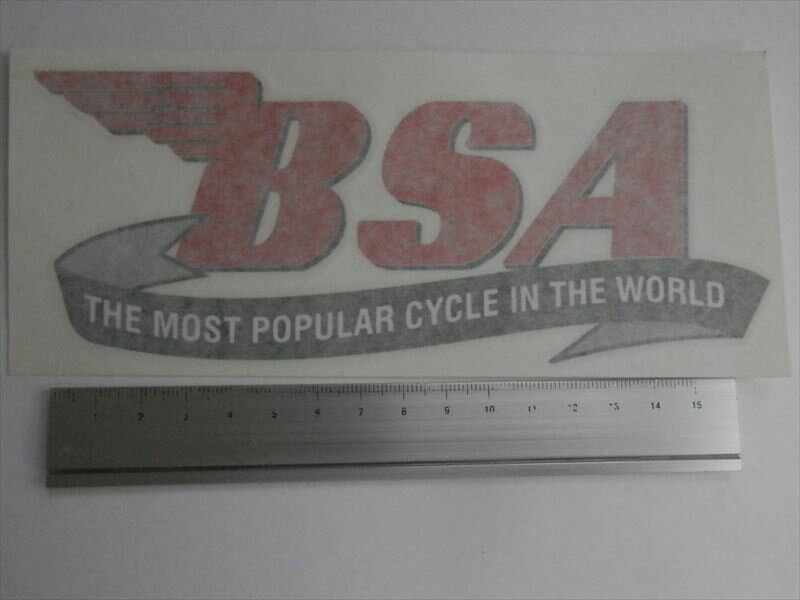 BSA
THE MOST POPULAR CYCLE IN THE WORLD
1 2 3 4 5 6 7 8 9 10 11 12 13 14 15